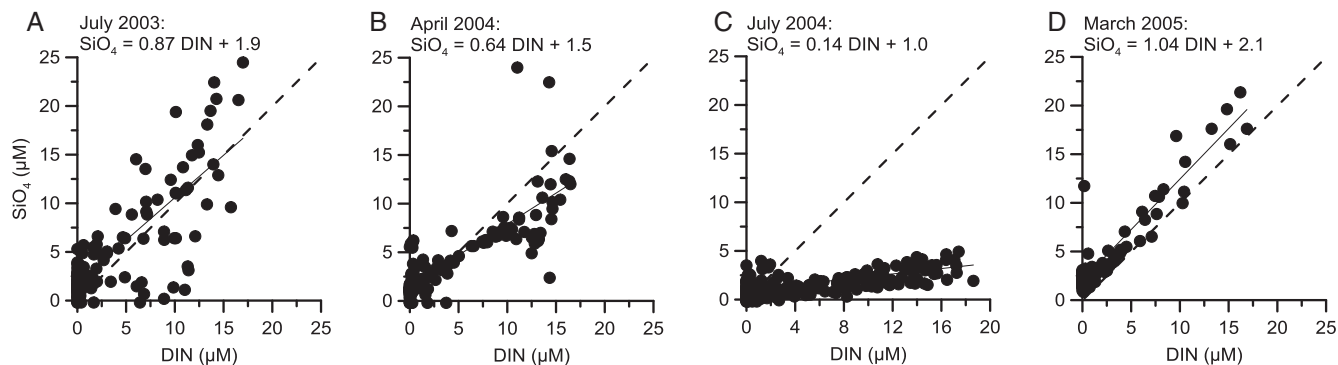 A
July 2003:
SiO₄ = 0.87 DIN + 1.9
B
April 2004:
SiO₄ = 0.64 DIN + 1.5
C
July 2004:
SiO₄ = 0.14 DIN + 1.0
D
March 2005:
SiO₄ = 1.04 DIN + 2.1
SiO₄ (µM)
25
20
15
10
5
0
0 5 10 15 20 25
DIN (µM)
25
20
15
10
5
0
0 5 10 15 20 25
DIN (µM)
25
20
15
10
5
0
0 4 8 12 16 20
DIN (µM)
25
20
15
10
5
0
0 5 10 15 20 25
DIN (µM)